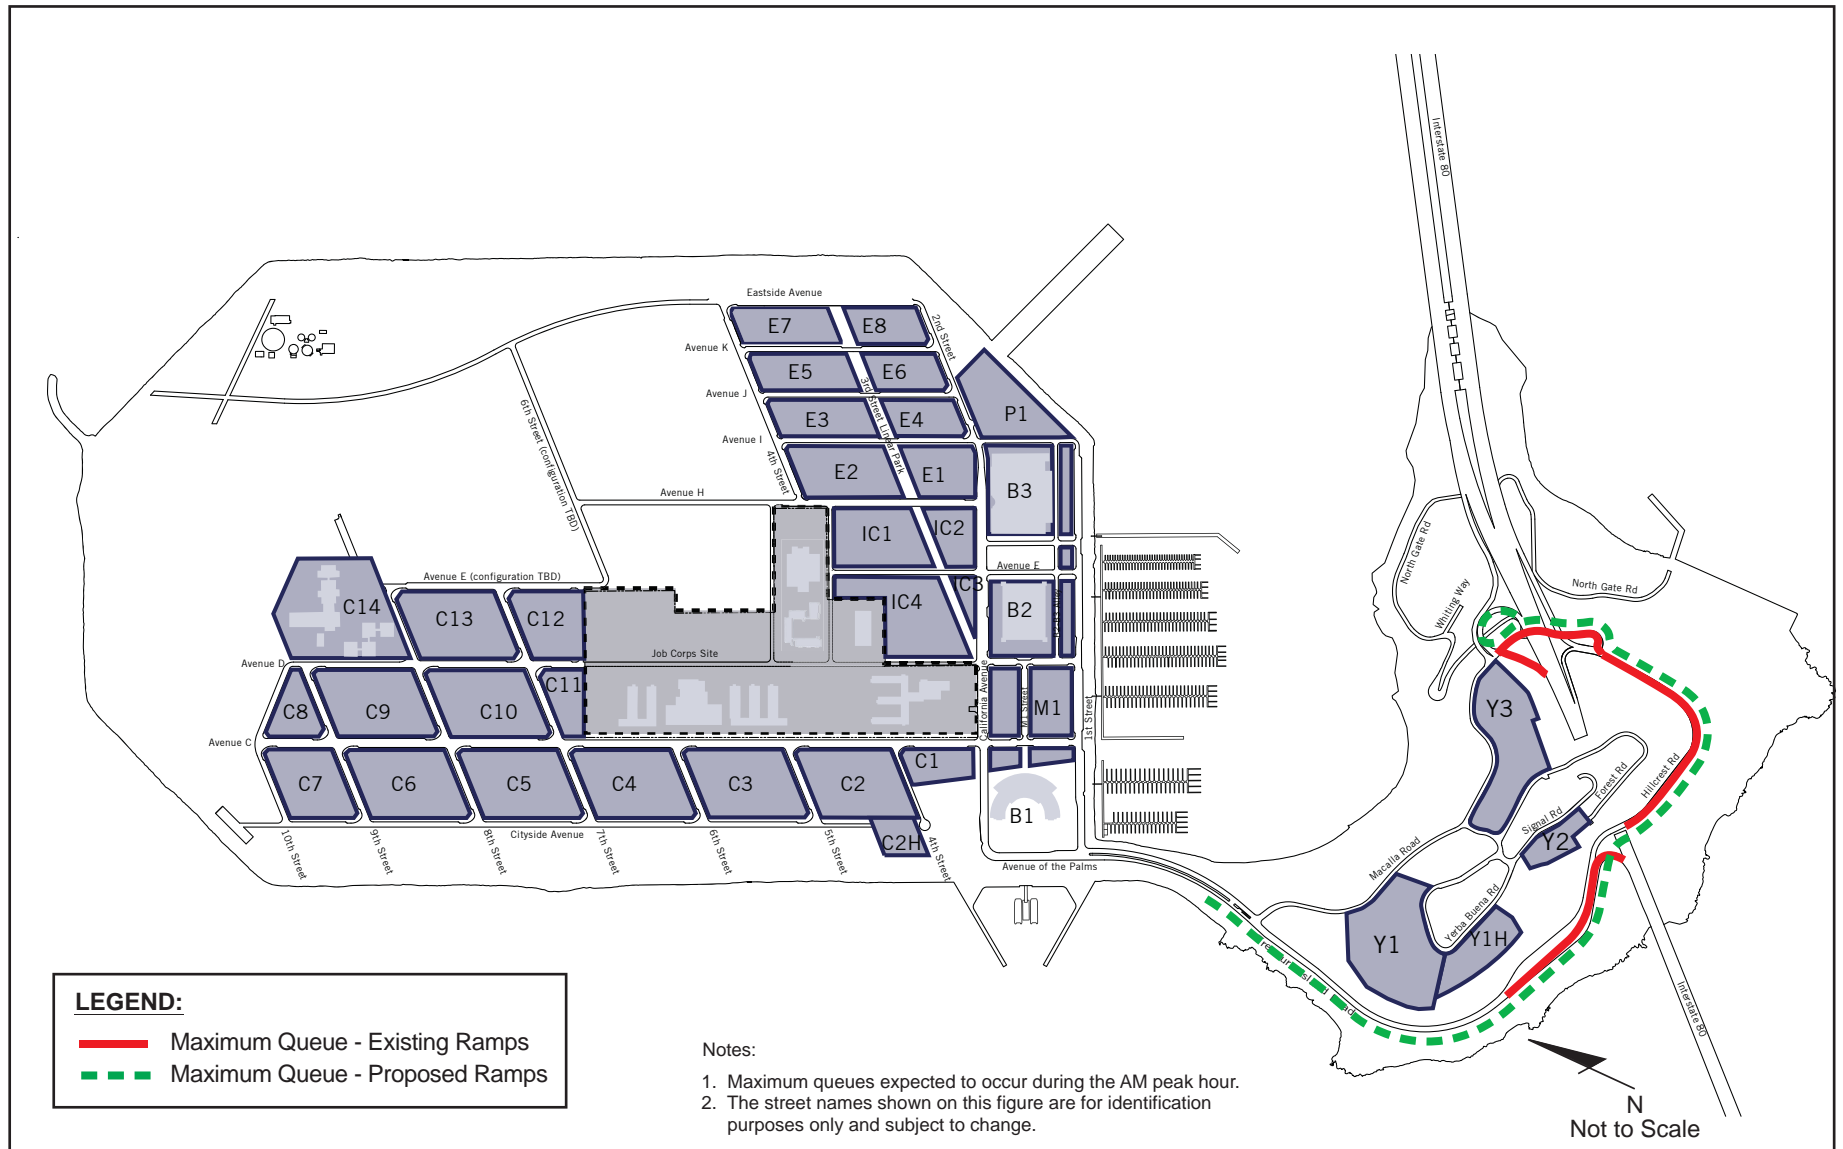 Interstate 80
Eastside Avenue
E7
E8
2nd Street
Avenue K
E5
E6
3rd Street Linear Park
Avenue J
E3
E4
P1
Avenue I
4th Street
E2
E1
B3
6th Street (configuration TBD)
Avenue H
IC1
IC2
North Gate Rd
North Gate Rd
Whiting Way
Avenue E
Avenue E (configuration TBD)
C14
C13
C12
IC4
IC3
B2
Job Corps Site
Avenue D
C11
C8
C9
C10
California Avenue
M1 Street
M1
1st Street
Y3
Avenue C
C7
C6
C5
C4
C3
C2
C1
B1
Hillcrest Rd
Forest Rd
Signal Rd
Y2
10th Street
9th Street
8th Street
Cityside Avenue
7th Street
6th Street
5th Street
C2H
4th Street
Avenue of the Palms
Macalla Road
Yerba Buena Rd
Y1
Y1H
Interstate 80
LEGEND:
Maximum Queue - Existing Ramps
Maximum Queue - Proposed Ramps
Notes:
1. Maximum queues expected to occur during the AM peak hour.
2. The street names shown on this figure are for identification
purposes only and subject to change.
N
Not to Scale